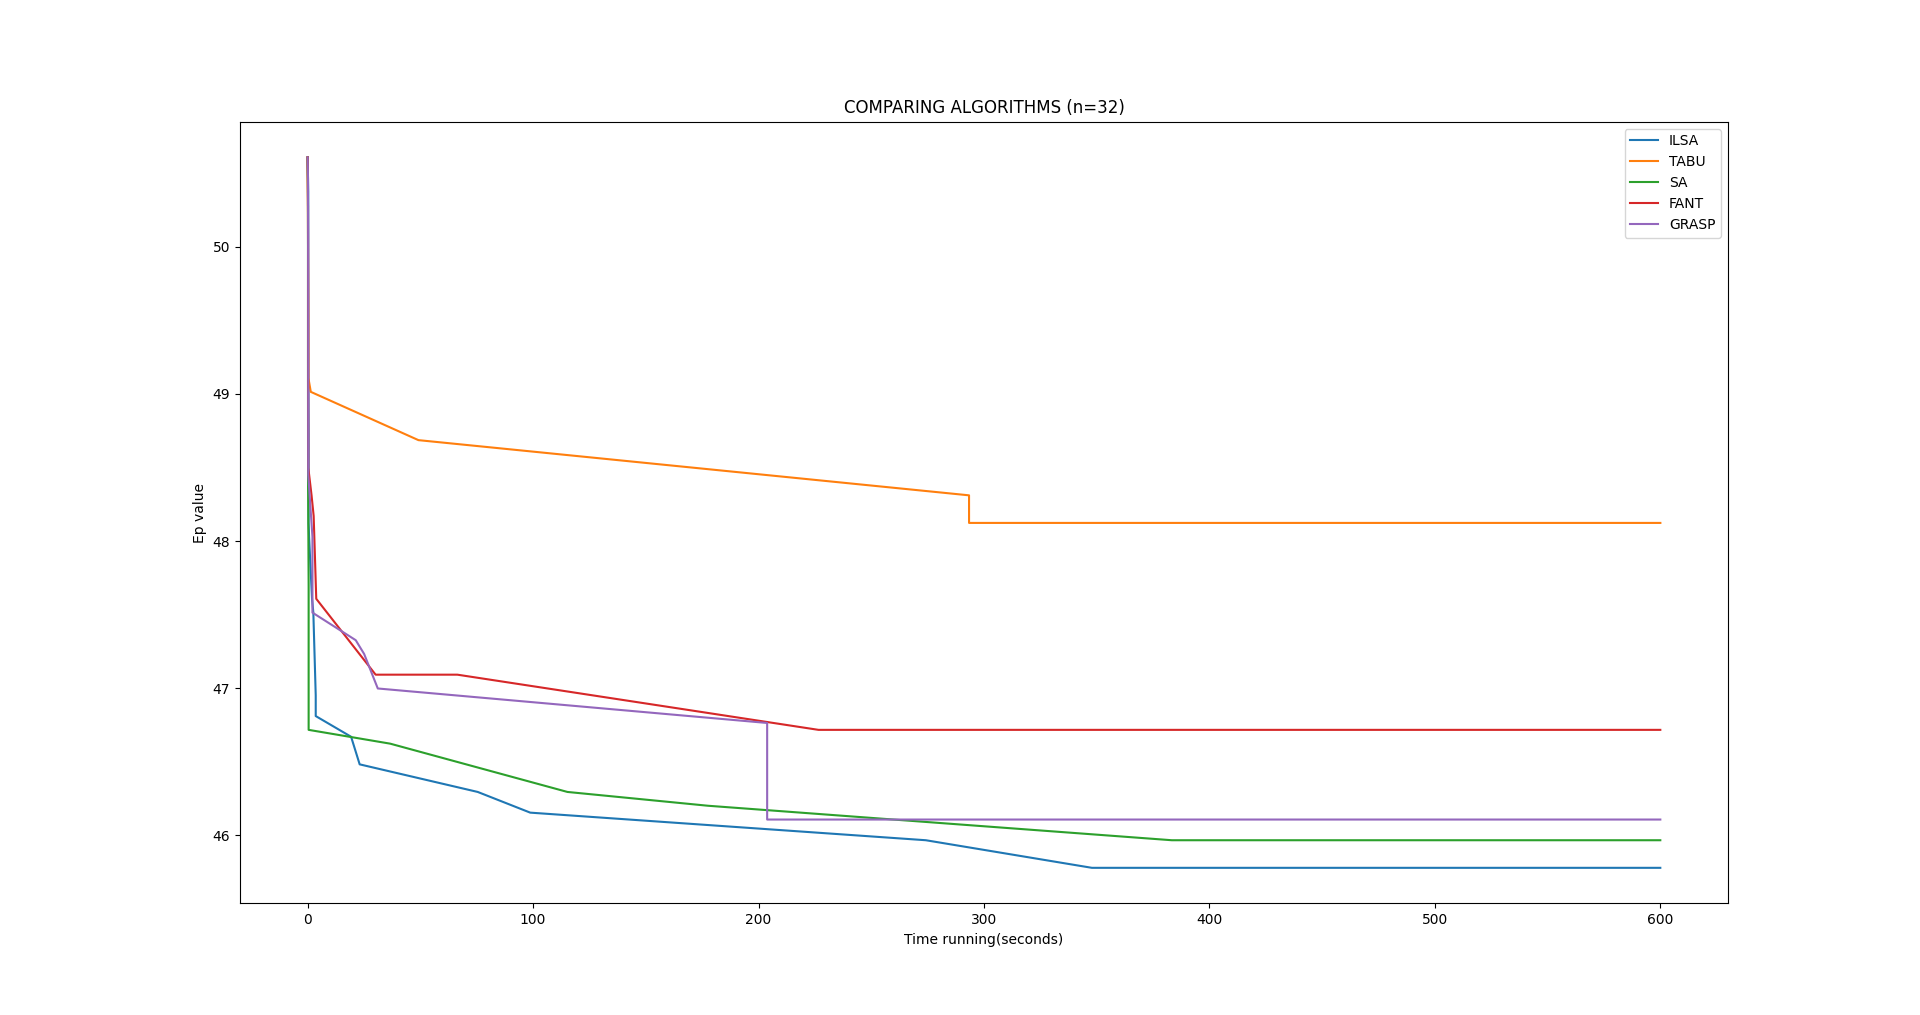 COMPARING ALGORITHMS (n=32)
ILSA
TABU
SA
FANT
GRASP
50
49
48
47
46
Ep value
0 100 200 300 400 500 600
Time running(seconds)